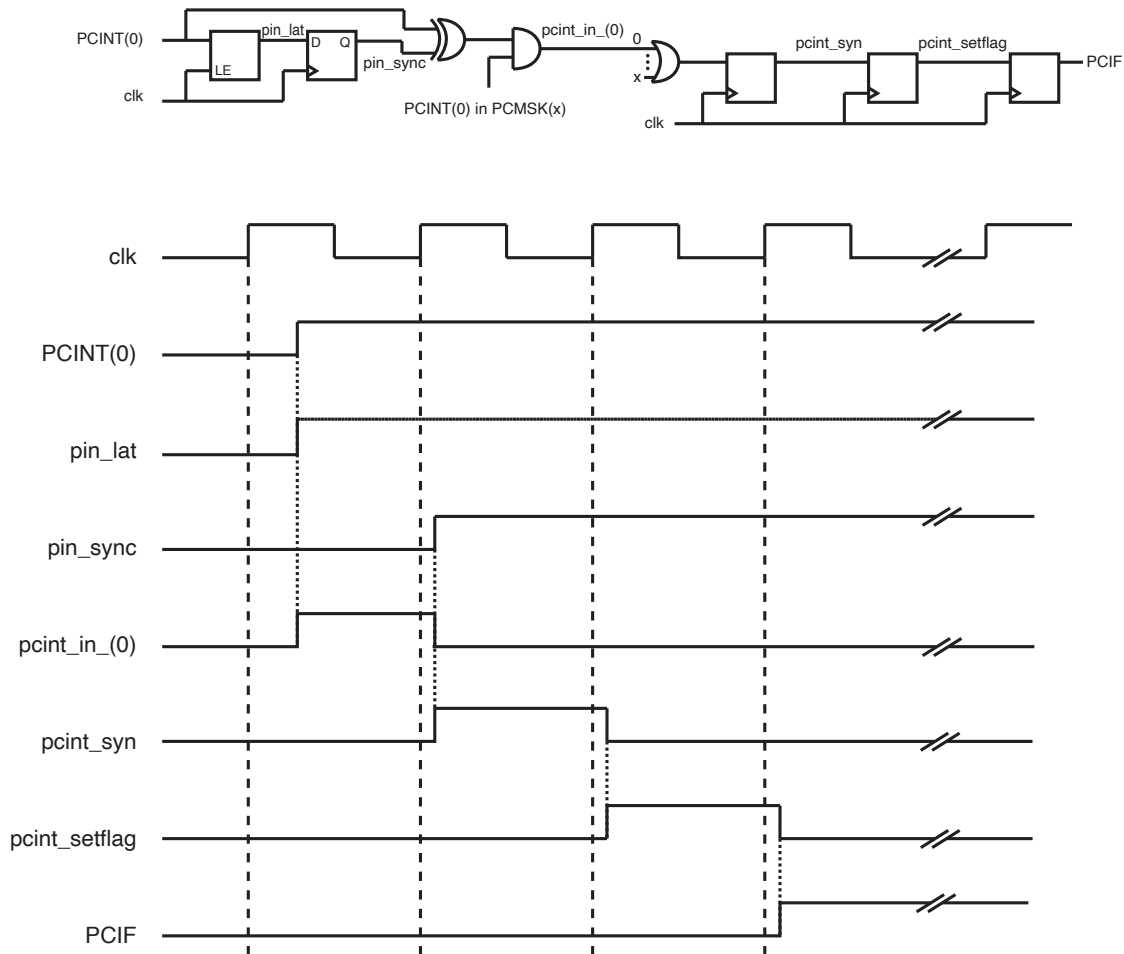 PCINT(0)
pin_lat
D Q
LE
pin_sync
clk
PCINT(0) in PCMSK(x)
pcint_in_(0)
0
x
clk
pcint_syn
pcint_setflag
PCIF
clk
PCINT(0)
pin_lat
pin_sync
pcint_in_(0)
pcint_syn
pcint_setflag
PCIF